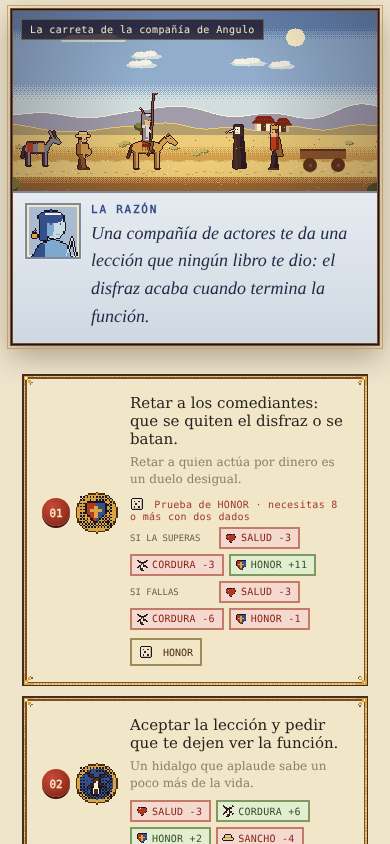 La carreta de la compañía de Angulo
LA RAZÓN
Una compañía de actores te da una
lección que ningún libro te dio: el
disfraz acaba cuando termina la
función.
01
Retar a los comediantes:
que se quiten el disfraz o se
batan.
Retar a quien actúa por dinero es
un duelo desigual.
Prueba de HONOR · necesitas 8
o más con dos dados
SI LA SUPERAS SALUD -3
CORDURA -3 HONOR +11
SI FALLAS SALUD -3
CORDURA -6 HONOR -1
HONOR
02
Aceptar la lección y pedir
que te dejen ver la función.
Un hidalgo que aplaude sabe un
poco más de la vida.
SALUD -3 CORDURA +6
HONOR +2 SANCHO -4